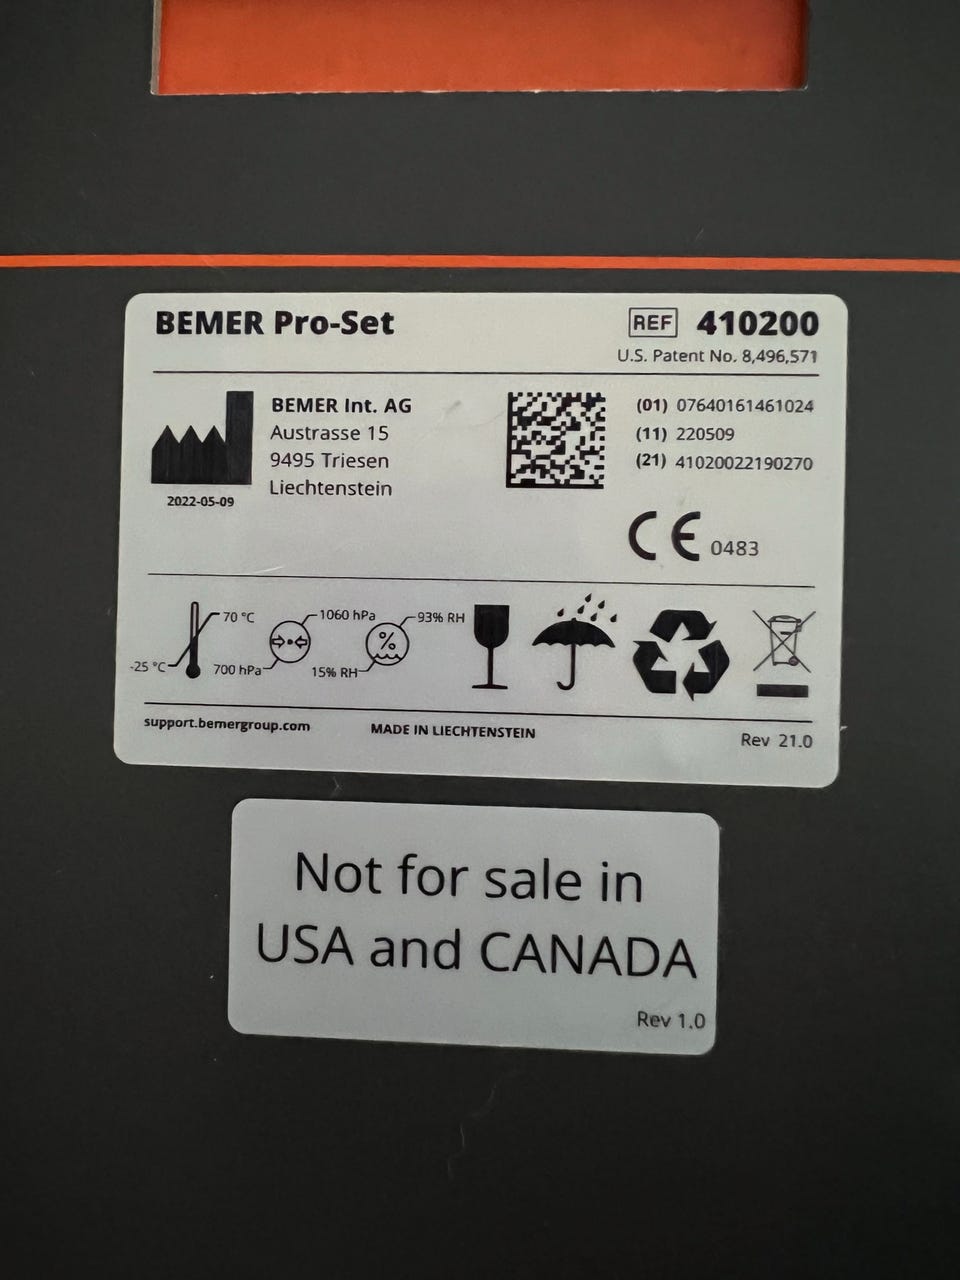 BEMER Pro-Set
REF 410200
U.S. Patent No. 8,496,571
2022-05-09
BEMER Int. AG
Austrasse 15
9495 Triesen
Liechtenstein
(01) 07640161461024
(11) 220509
(21) 41020022190270
CE 0483
-25 °C
70 °C
700 hPa
1060 hPa
15% RH
%
93% RH
support.bemergroup.com
MADE IN LIECHTENSTEIN
Rev 21.0
Not for sale in
USA and CANADA
Rev 1.0